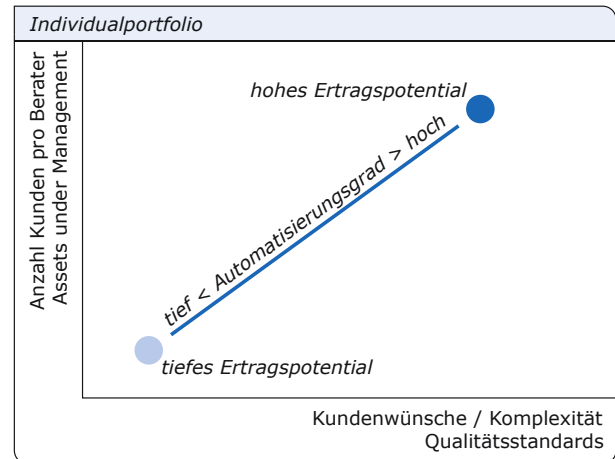 Individualportfolio
Anzahl Kunden pro Berater
Assets under Management
hohes Ertragspotential
tief < Automatisierungsgrad > hoch
tiefes Ertragspotential
Kundenwünsche / Komplexität
Qualitätsstandards